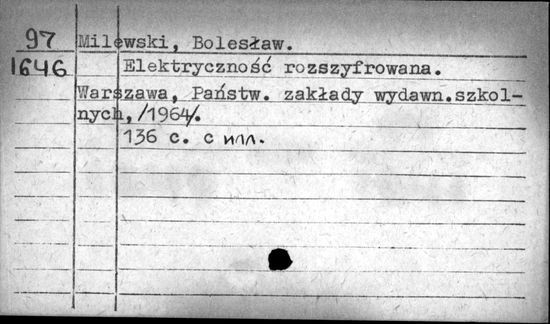 97 Milewski, Bolesław.
1646 Elektryczność rozszyfrowana.
Warszawa, Państw. zakłady wydawn.szkol-
nych, /1964/.
136 с. с илл.